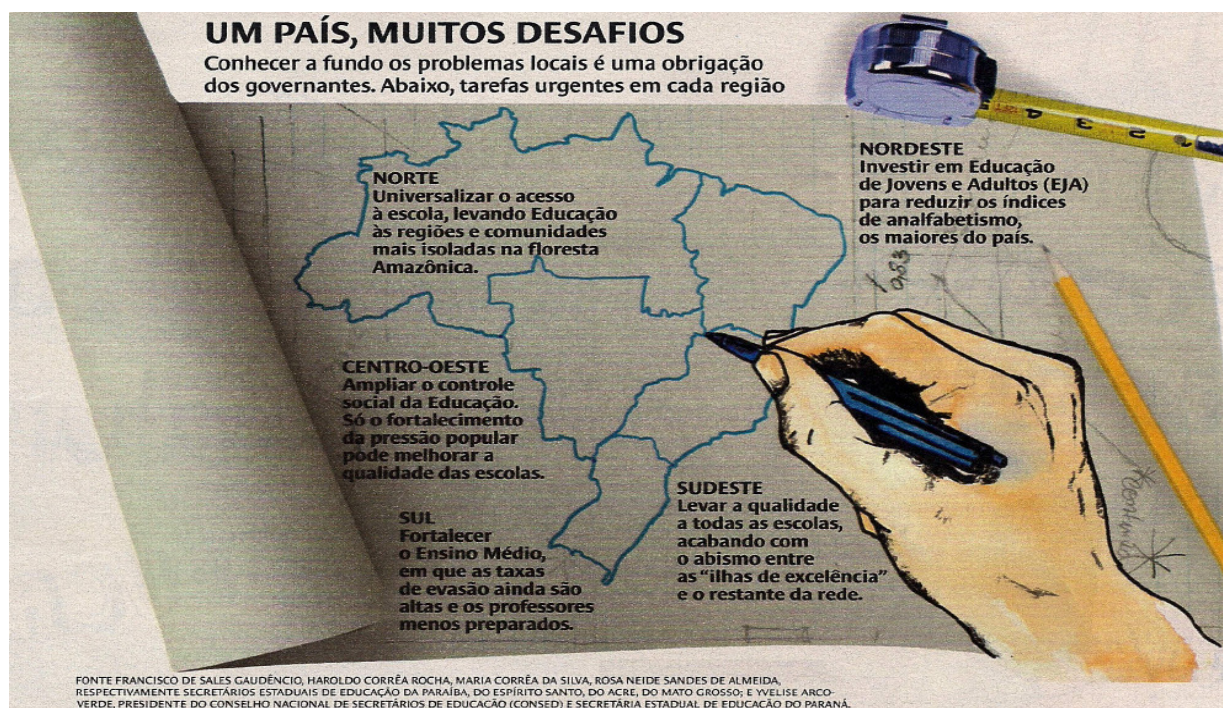 UM PAÍS, MUITOS DESAFIOS
Conhecer a fundo os problemas locais é uma obrigação
dos governantes. Abaixo, tarefas urgentes em cada região
NORTE
Universalizar o acesso
à escola, levando Educação
às regiões e comunidades
mais isoladas na floresta
Amazônica.
NORDESTE
Investir em Educação
de Jovens e Adultos (EJA)
para reduzir os índices
de analfabetismo,
os maiores do país.
0,83
CENTRO-OESTE
Ampliar o controle
social da Educação.
Só o fortalecimento
da pressão popular
pode melhorar a
qualidade das escolas.
SUDESTE
Levar a qualidade
a todas as escolas,
acabando com
o abismo entre
as “ilhas de excelência”
e o restante da rede.
SUL
Fortalecer
o Ensino Médio,
em que as taxas
de evasão ainda são
altas e os professores
menos preparados.
FONTE FRANCISCO DE SALES GAUDÊNCIO, HAROLDO CORRÊA ROCHA, MARIA CORRÊA DA SILVA, ROSA NEIDE SANDES DE ALMEIDA,
RESPECTIVAMENTE SECRETÁRIOS ESTADUAIS DE EDUCAÇÃO DA PARAÍBA, DO ESPÍRITO SANTO, DO ACRE, DO MATO GROSSO; E YVELISE ARCO-
VERDE, PRESIDENTE DO CONSELHO NACIONAL DE SECRETÁRIOS DE EDUCAÇÃO (CONSED) E SECRETÁRIA ESTADUAL DE EDUCAÇÃO DO PARANÁ.